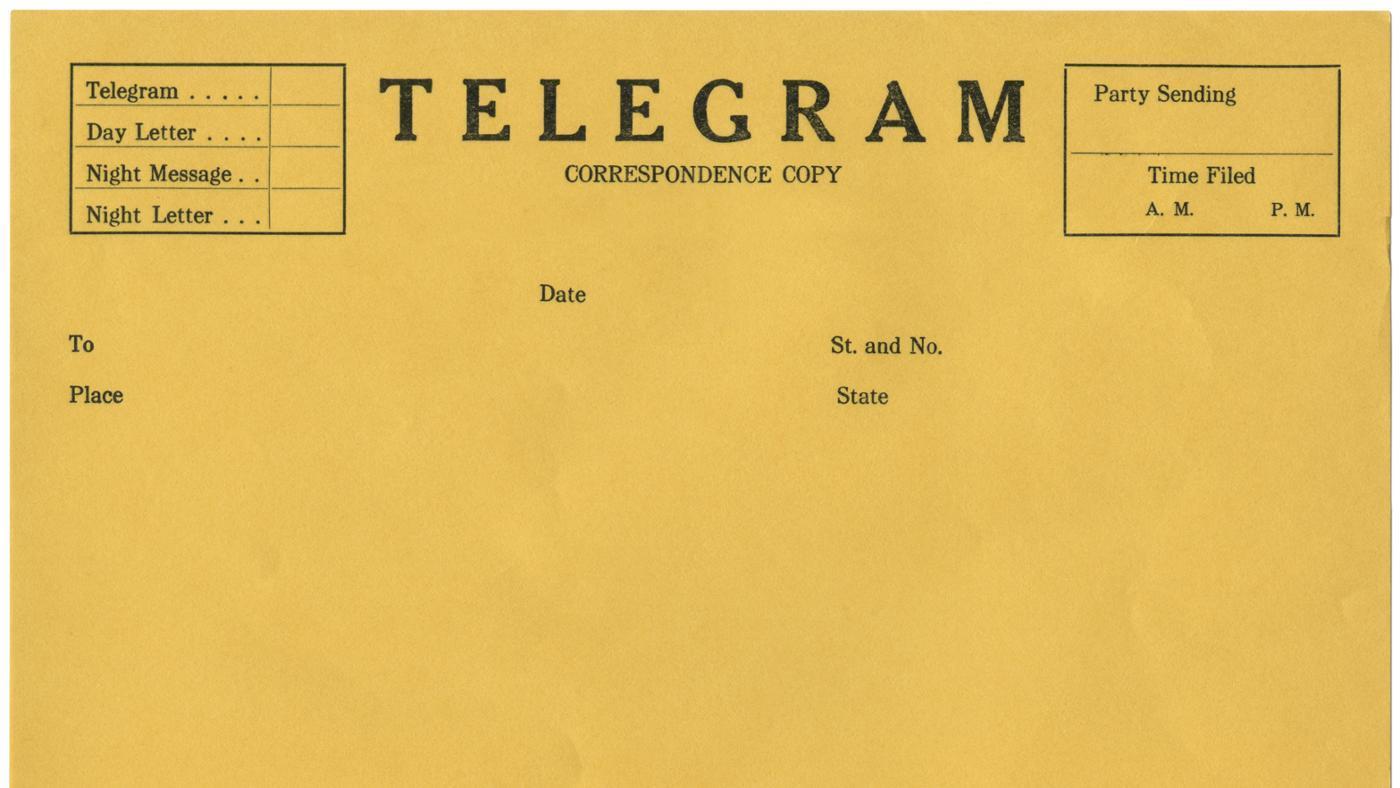 Telegram . . . . .
Day Letter . . . .
Night Message . .
Night Letter . . .
TELEGRAM
CORRESPONDENCE COPY
Party Sending
Time Filed
A. M. P. M.
Date
To St. and No.
Place State